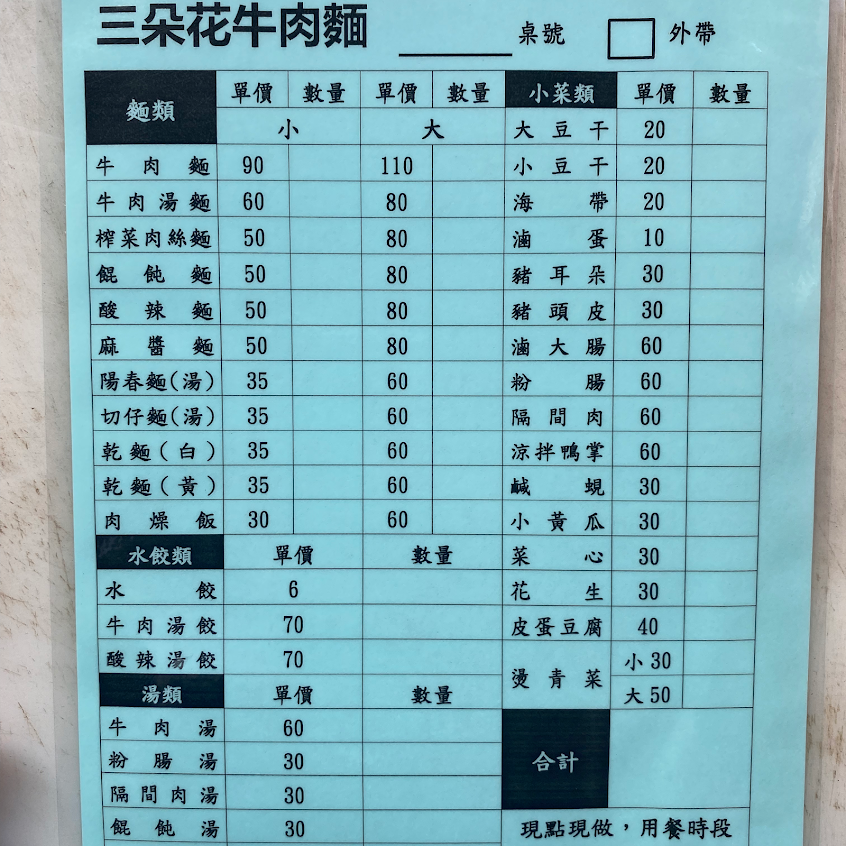 三朵花牛肉麵 桌號 外帶
麵類 單價 數量 單價 數量
小 大
牛肉麵 90 110
牛肉湯麵 60 80
榨菜肉絲麵 50 80
餛飩麵 50 80
酸辣麵 50 80
麻醬麵 50 80
陽春麵(湯) 35 60
切仔麵(湯) 35 60
乾麵(白) 35 60
乾麵(黃) 35 60
肉燥飯 30 60
水餃類 單價 數量
水餃 6
牛肉湯餃 70
酸辣湯餃 70
湯類 單價 數量
牛肉湯 60
粉腸湯 30
隔間肉湯 30
餛飩湯 30
小菜類 單價 數量
大豆干 20
小豆干 20
海帶 20
滷蛋 10
豬耳朵 30
豬頭皮 30
滷大腸 60
粉腸 60
隔間肉 60
涼拌鴨掌 60
鹹蜆 30
小黃瓜 30
菜心 30
花生 30
皮蛋豆腐 40
燙青菜 小30
大50
合計
現點現做，用餐時段